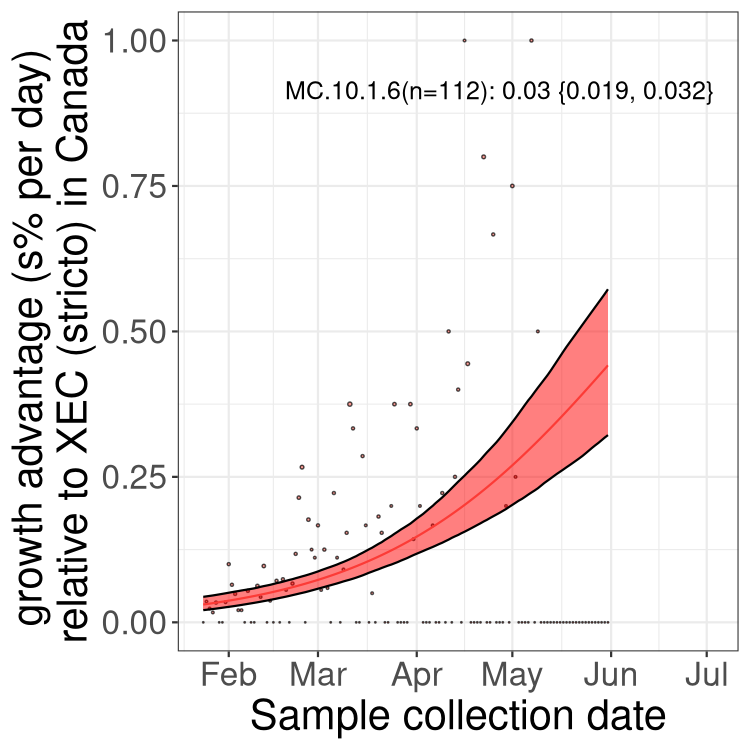 growth advantage (s% per day)
relative to XEC (stricto) in Canada
1.00
0.75
0.50
0.25
0.00
MC.10.1.6(n=112): 0.03 {0.019, 0.032}
Feb Mar Apr May Jun Jul
Sample collection date